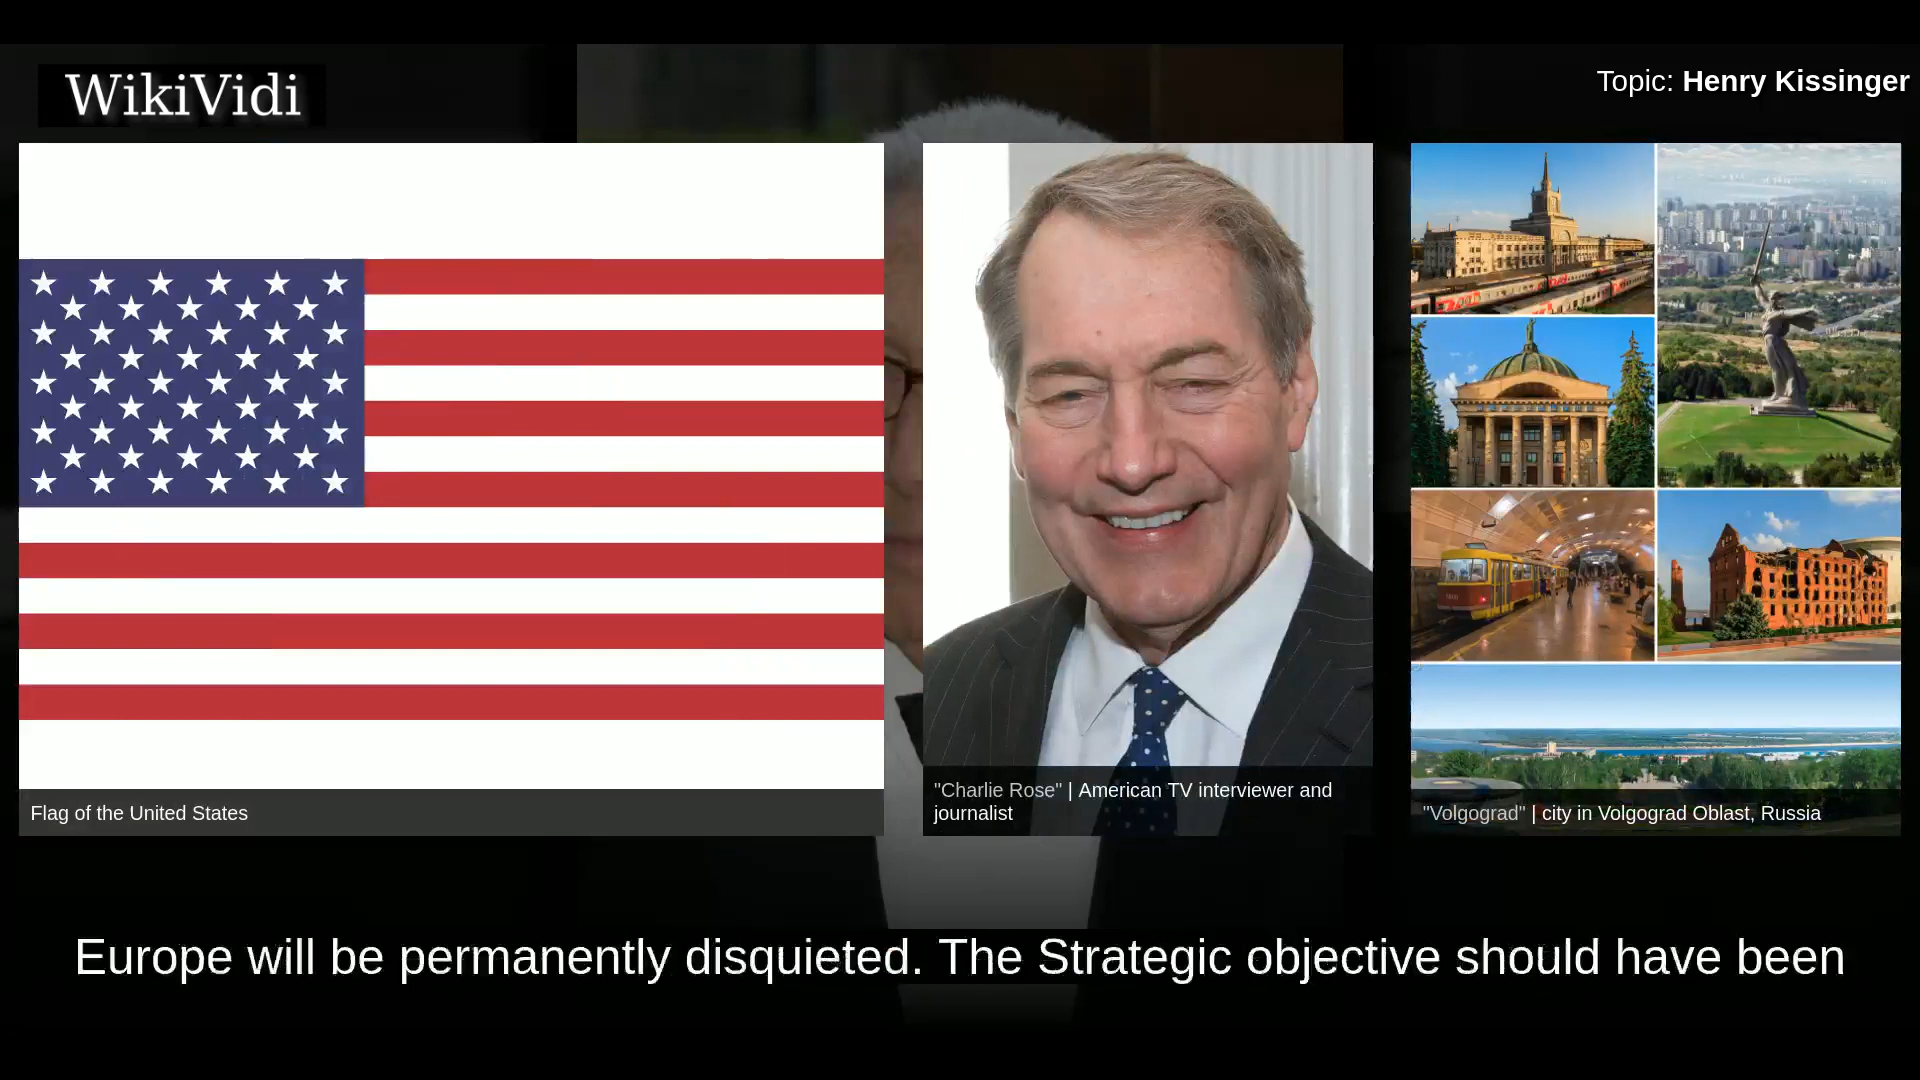 WikiVidi
Topic: Henry Kissinger
Flag of the United States
"Charlie Rose" | American TV interviewer and
journalist
"Volgograd" | city in Volgograd Oblast, Russia
Europe will be permanently disquieted. The Strategic objective should have been